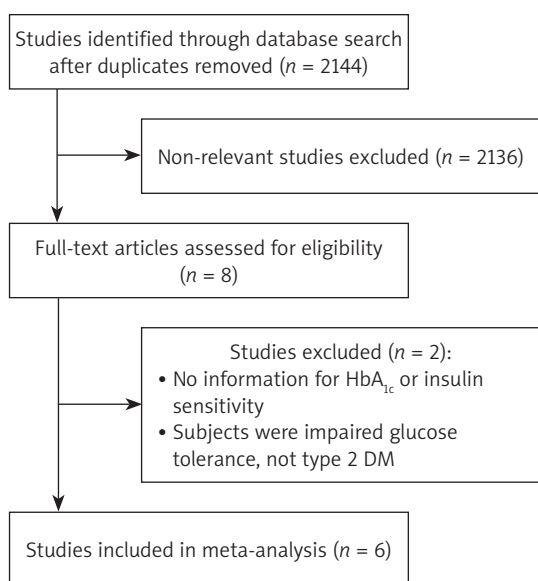 Studies identified through database search
after duplicates removed (n = 2144)
Non-relevant studies excluded (n = 2136)
Full-text articles assessed for eligibility
(n = 8)
Studies excluded (n = 2):
• No information for HbA1c or insulin
sensitivity
• Subjects were impaired glucose
tolerance, not type 2 DM
Studies included in meta-analysis (n = 6)